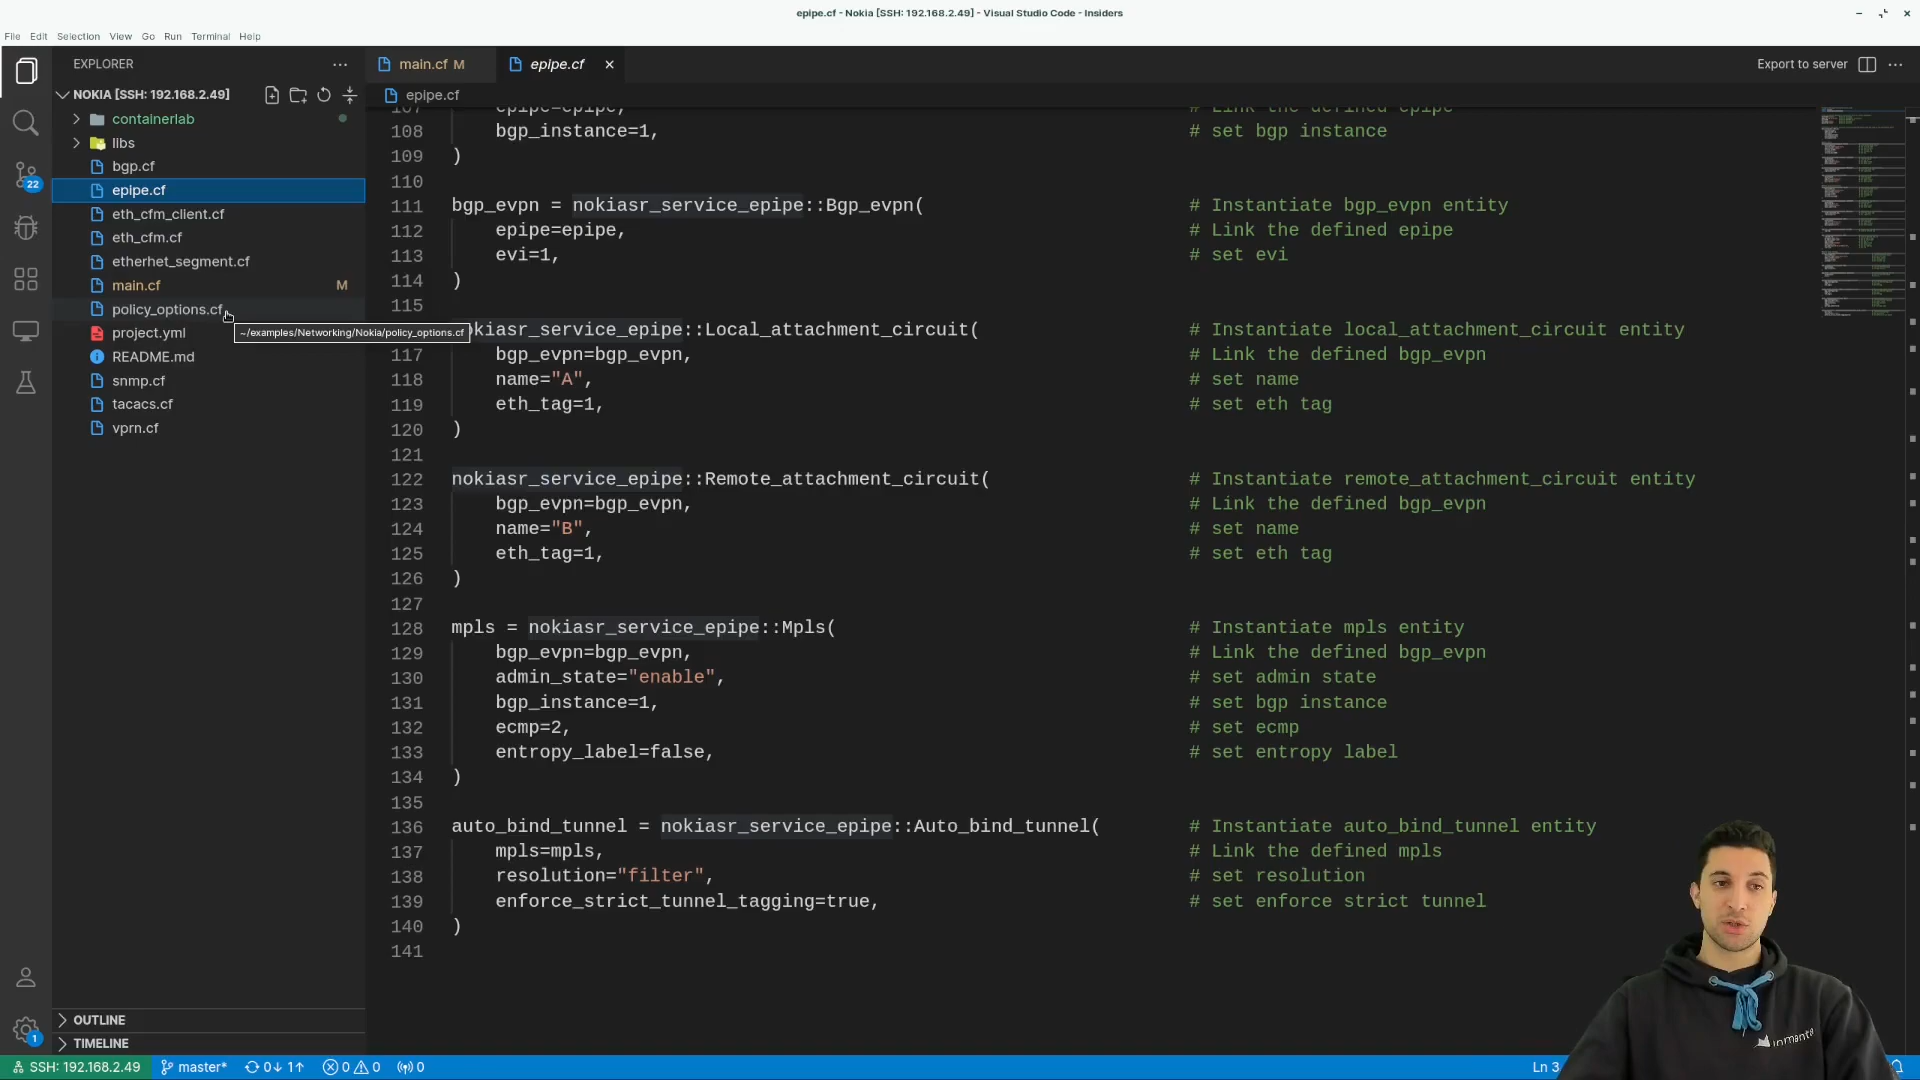 epipe.cf - Nokia [SSH: 192.168.2.49] - Visual Studio Code - Insiders
File Edit Selection View Go Run Terminal Help
EXPLORER
NOKIA [SSH: 192.168.2.49]
containerlab
libs
bgp.cf
epipe.cf
eth_cfm_client.cf
eth_cfm.cf
etherhet_segment.cf
main.cf M
policy_options.cf
~/examples/Networking/Nokia/policy_options.cf
project.yml
README.md
snmp.cf
tacacs.cf
vprn.cf
OUTLINE
TIMELINE
22
1
main.cf M
epipe.cf
Export to server
epipe.cf
107 epipe=epipe, # Link the defined epipe
108 bgp_instance=1, # set bgp instance
109 )
110
111 bgp_evpn = nokiasr_service_epipe::Bgp_evpn( # Instantiate bgp_evpn entity
112 epipe=epipe, # Link the defined epipe
113 evi=1, # set evi
114 )
115
okiasr_service_epipe::Local_attachment_circuit( # Instantiate local_attachment_circuit entity
117 bgp_evpn=bgp_evpn, # Link the defined bgp_evpn
118 name="A", # set name
119 eth_tag=1, # set eth tag
120 )
121
122 nokiasr_service_epipe::Remote_attachment_circuit( # Instantiate remote_attachment_circuit entity
123 bgp_evpn=bgp_evpn, # Link the defined bgp_evpn
124 name="B", # set name
125 eth_tag=1, # set eth tag
126 )
127
128 mpls = nokiasr_service_epipe::Mpls( # Instantiate mpls entity
129 bgp_evpn=bgp_evpn, # Link the defined bgp_evpn
130 admin_state="enable", # set admin state
131 bgp_instance=1, # set bgp instance
132 ecmp=2, # set ecmp
133 entropy_label=false, # set entropy label
134 )
135
136 auto_bind_tunnel = nokiasr_service_epipe::Auto_bind_tunnel( # Instantiate auto_bind_tunnel entity
137 mpls=mpls, # Link the defined mpls
138 resolution="filter", # set resolution
139 enforce_strict_tunnel_tagging=true, # set enforce strict tunnel
140 )
141
SSH: 192.168.2.49 master* 0↓ 1↑ 0 0 0 Ln 3